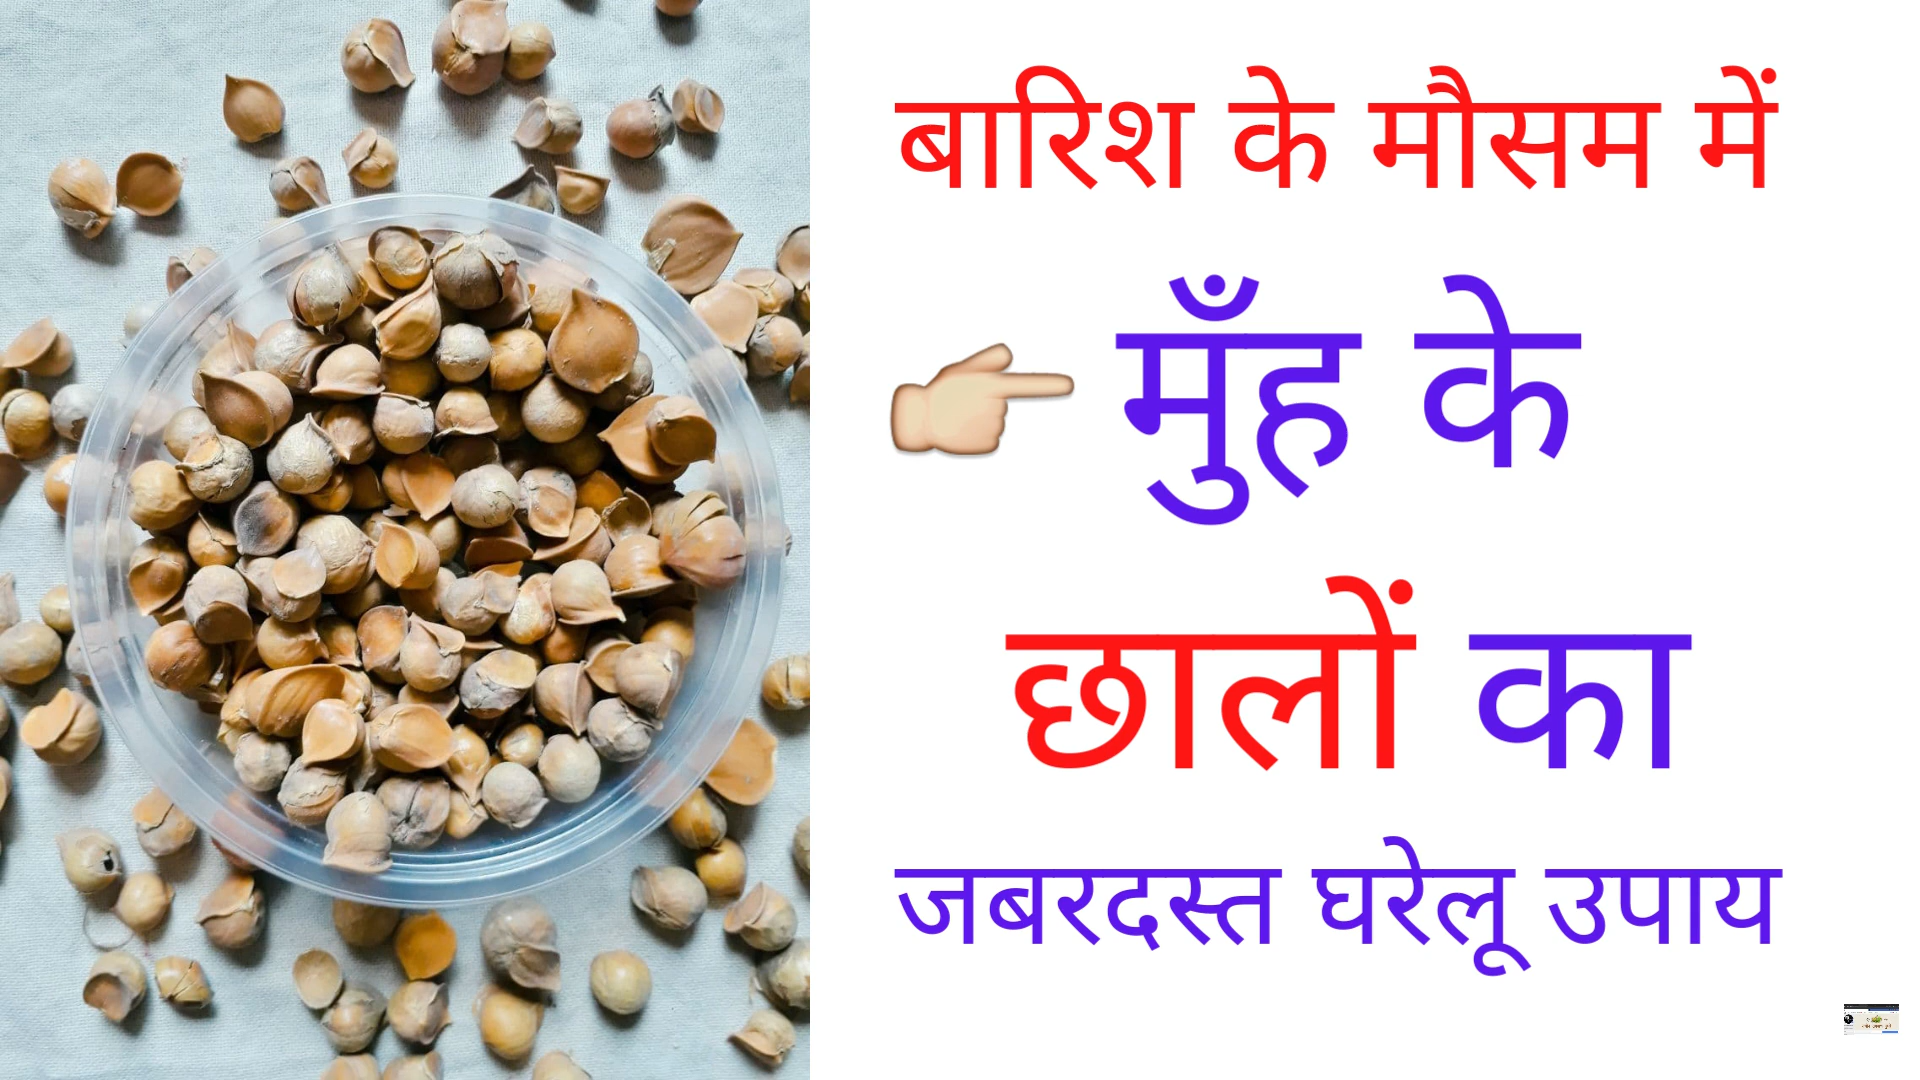 बारिश के मौसम में
मुँह के
छालों का
जबरदस्त घरेलू उपाय